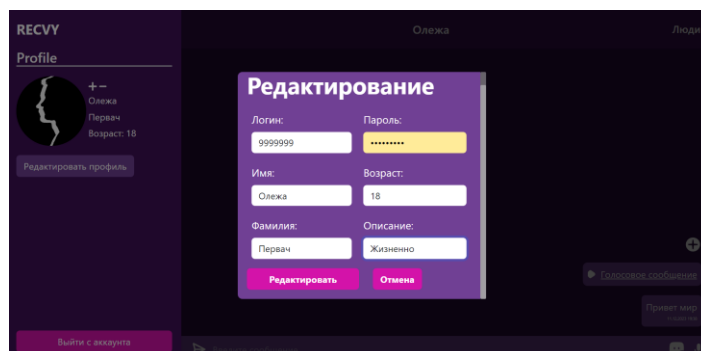 RECVY
Олежа
Люди
Profile
Олежа
Первач
Возраст: 18
Редактировать профиль
Редактирование
Логин:
Пароль:
9999999
•••••••••
Имя:
Возраст:
Олежа
18
Фамилия:
Описание:
Первач
Жизненно
Редактировать
Отмена
Голосовое сообщение
Привет мир
Выйти с аккаунта